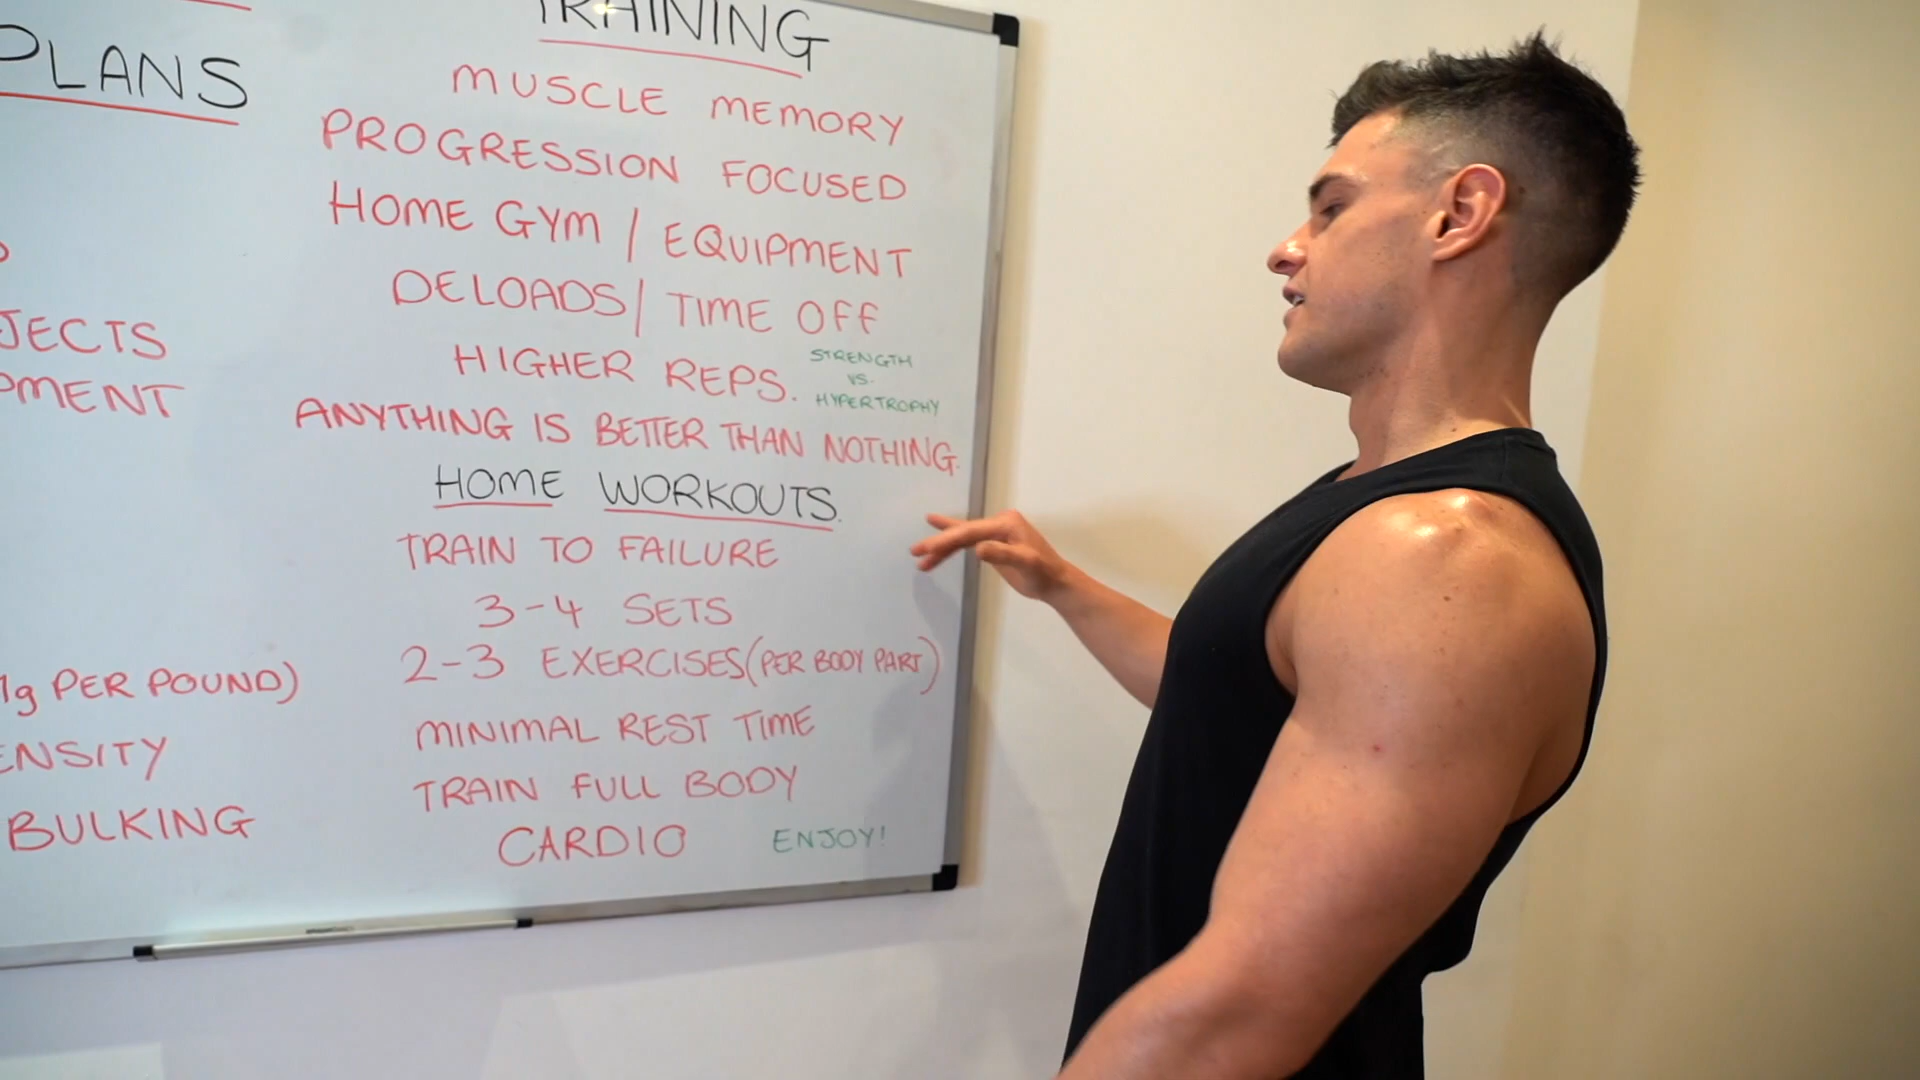 PLANS
JECTS
PMENT
1g PER POUND)
ENSITY
BULKING
TRAINING
MUSCLE MEMORY
PROGRESSION FOCUSED
HOME GYM / EQUIPMENT
DELOADS / TIME OFF
HIGHER REPS. STRENGTH
VS.
HYPERTROPHY
ANYTHING IS BETTER THAN NOTHING.
HOME WORKOUTS.
TRAIN TO FAILURE
3-4 SETS
2-3 EXERCISES (PER BODY PART)
MINIMAL REST TIME
TRAIN FULL BODY
CARDIO ENJOY!